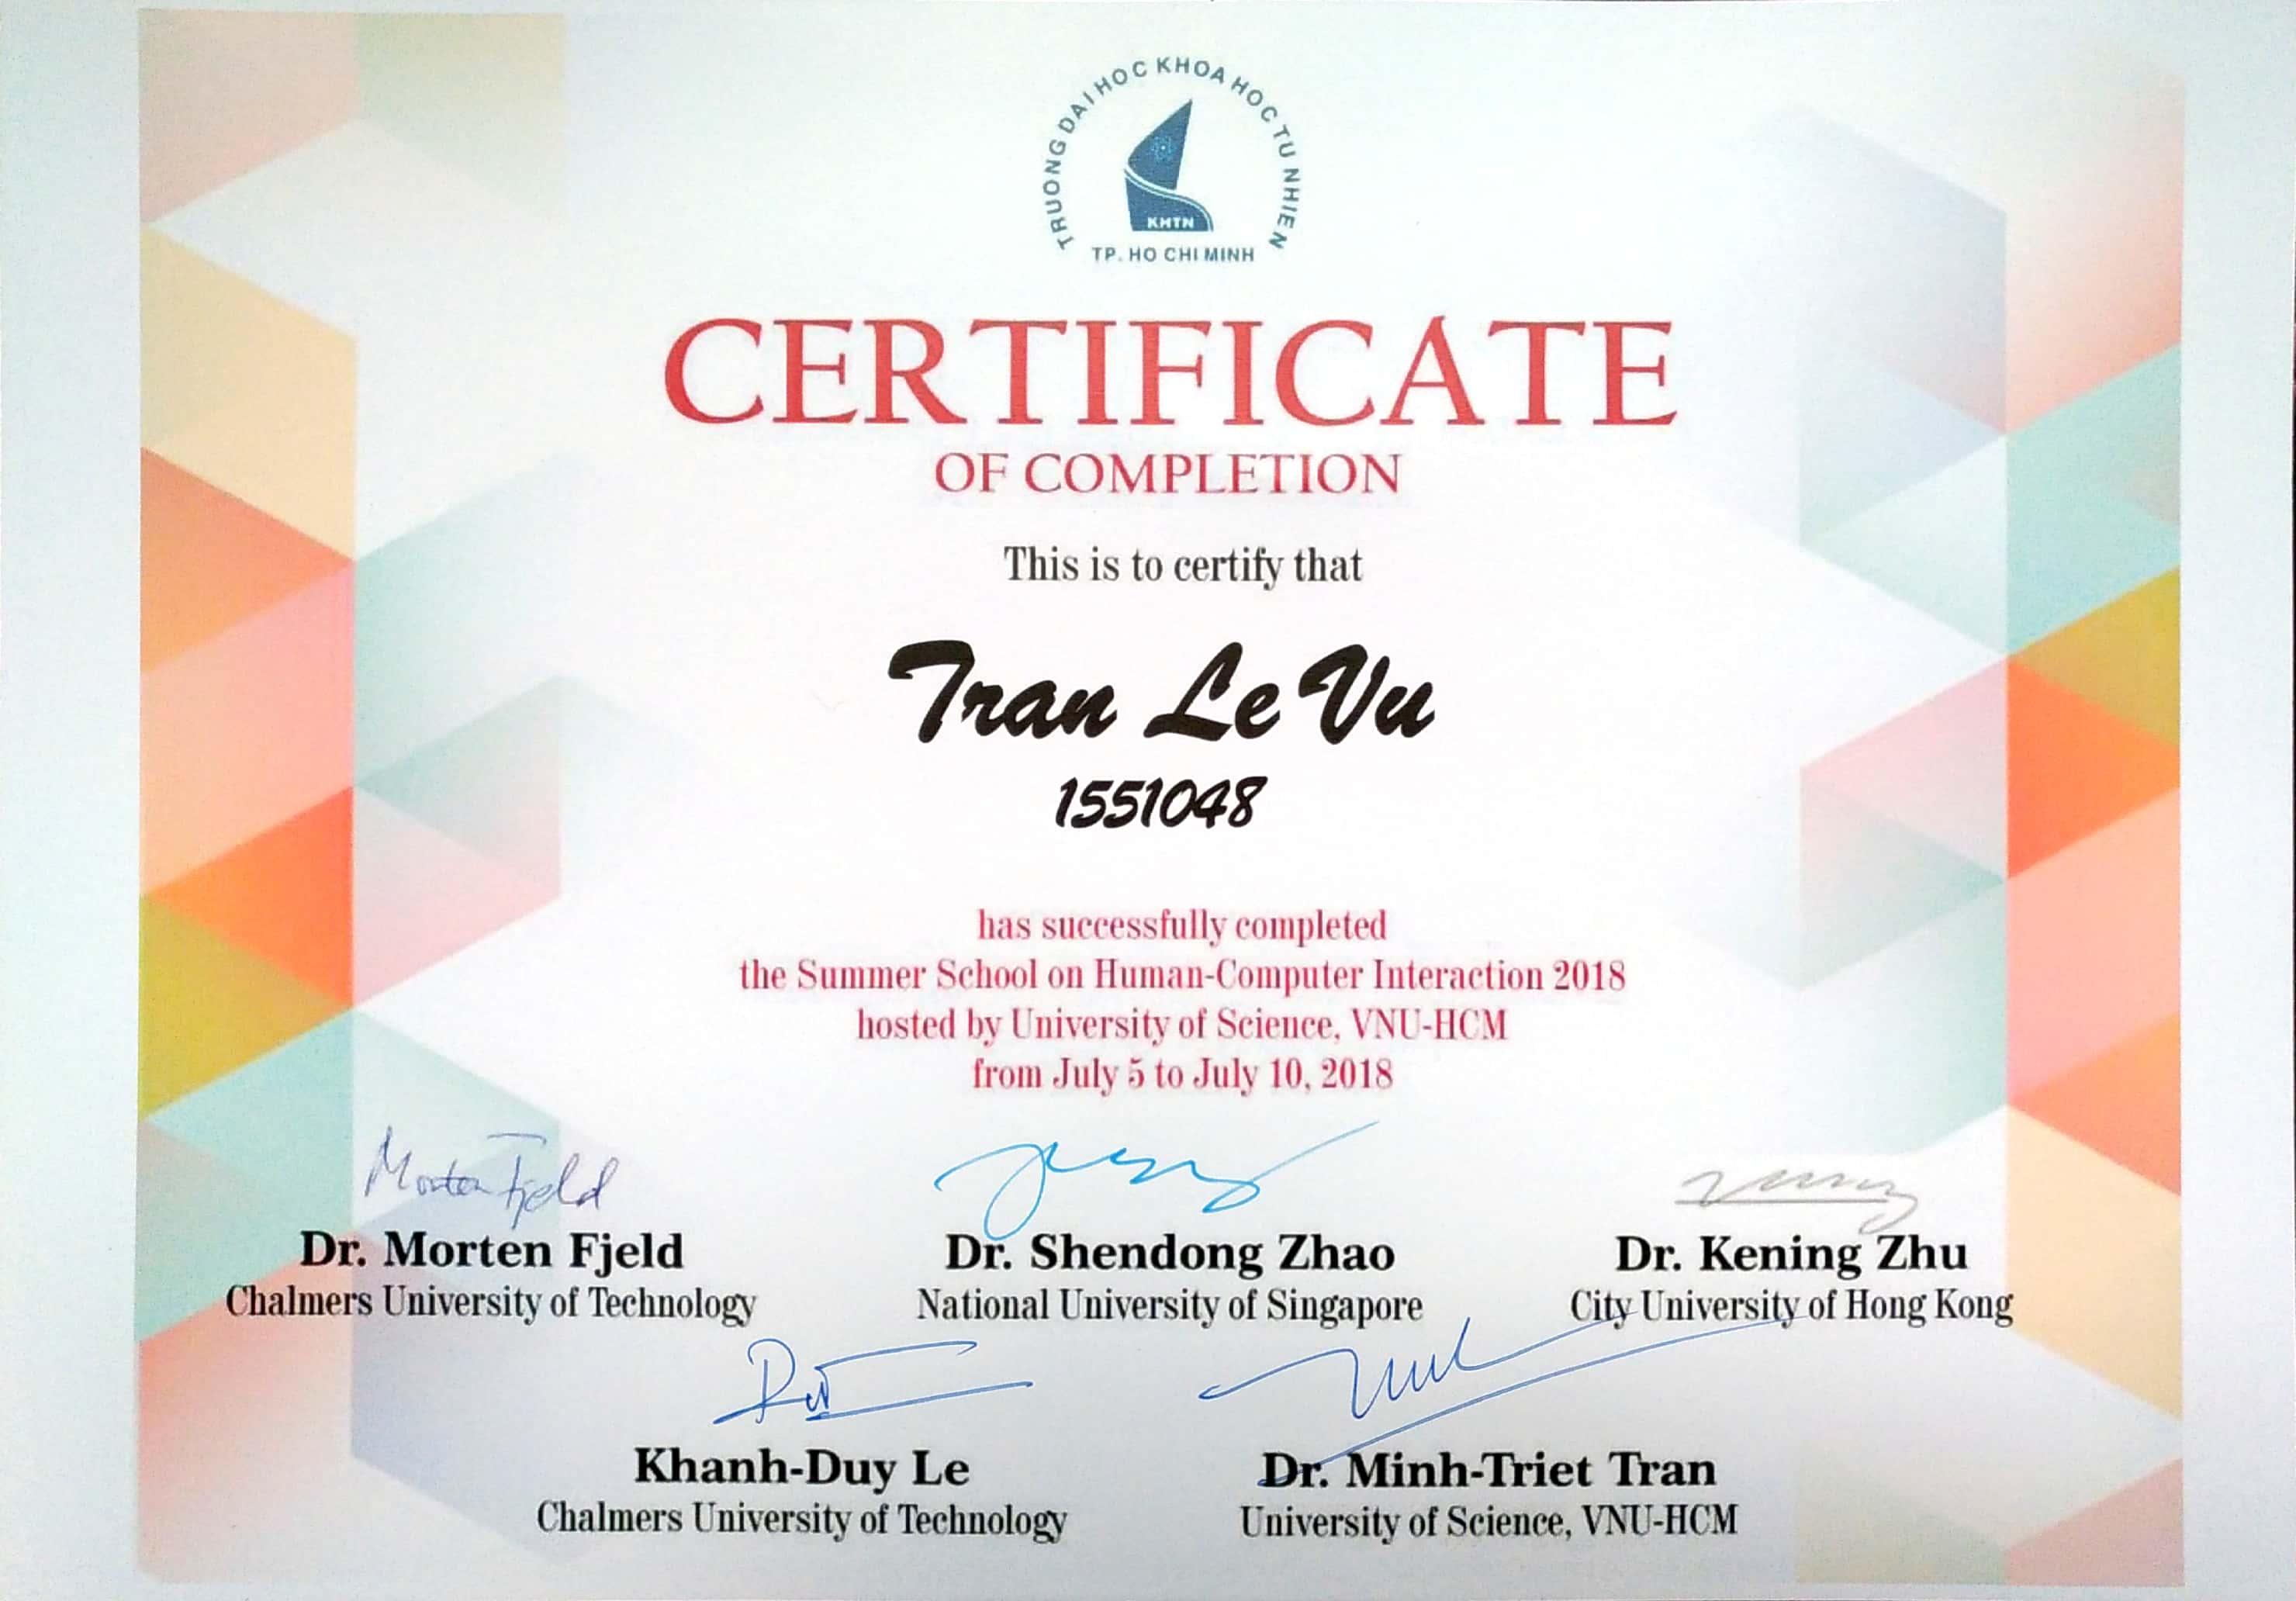 TRUONG DAI HOC KHOA HOC TU NHIEN
KHTN
TP. HO CHI MINH
CERTIFICATE
OF COMPLETION
This is to certify that
Tran Le Vu
1551048
has successfully completed
the Summer School on Human-Computer Interaction 2018
hosted by University of Science, VNU-HCM
from July 5 to July 10, 2018
Morten Fjeld
Dr. Morten Fjeld Dr. Shendong Zhao Dr. Kening Zhu
Chalmers University of Technology National University of Singapore City University of Hong Kong
Khanh-Duy Le Dr. Minh-Triet Tran
Chalmers University of Technology University of Science, VNU-HCM